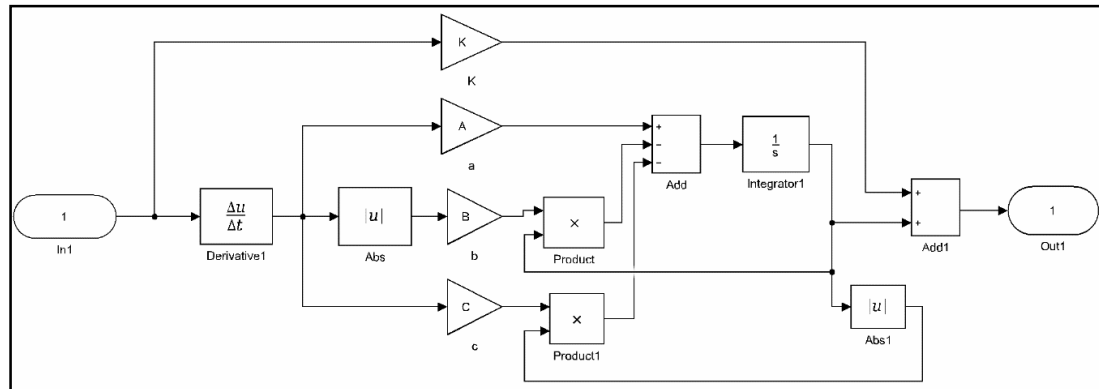 K
K
A
a
+
−
−
Add
1
s
Integrator1
1
In1
Δu
Δt
Derivative1
|u|
Abs
B
b
×
Product
+
+
Add1
1
Out1
C
c
×
Product1
|u|
Abs1